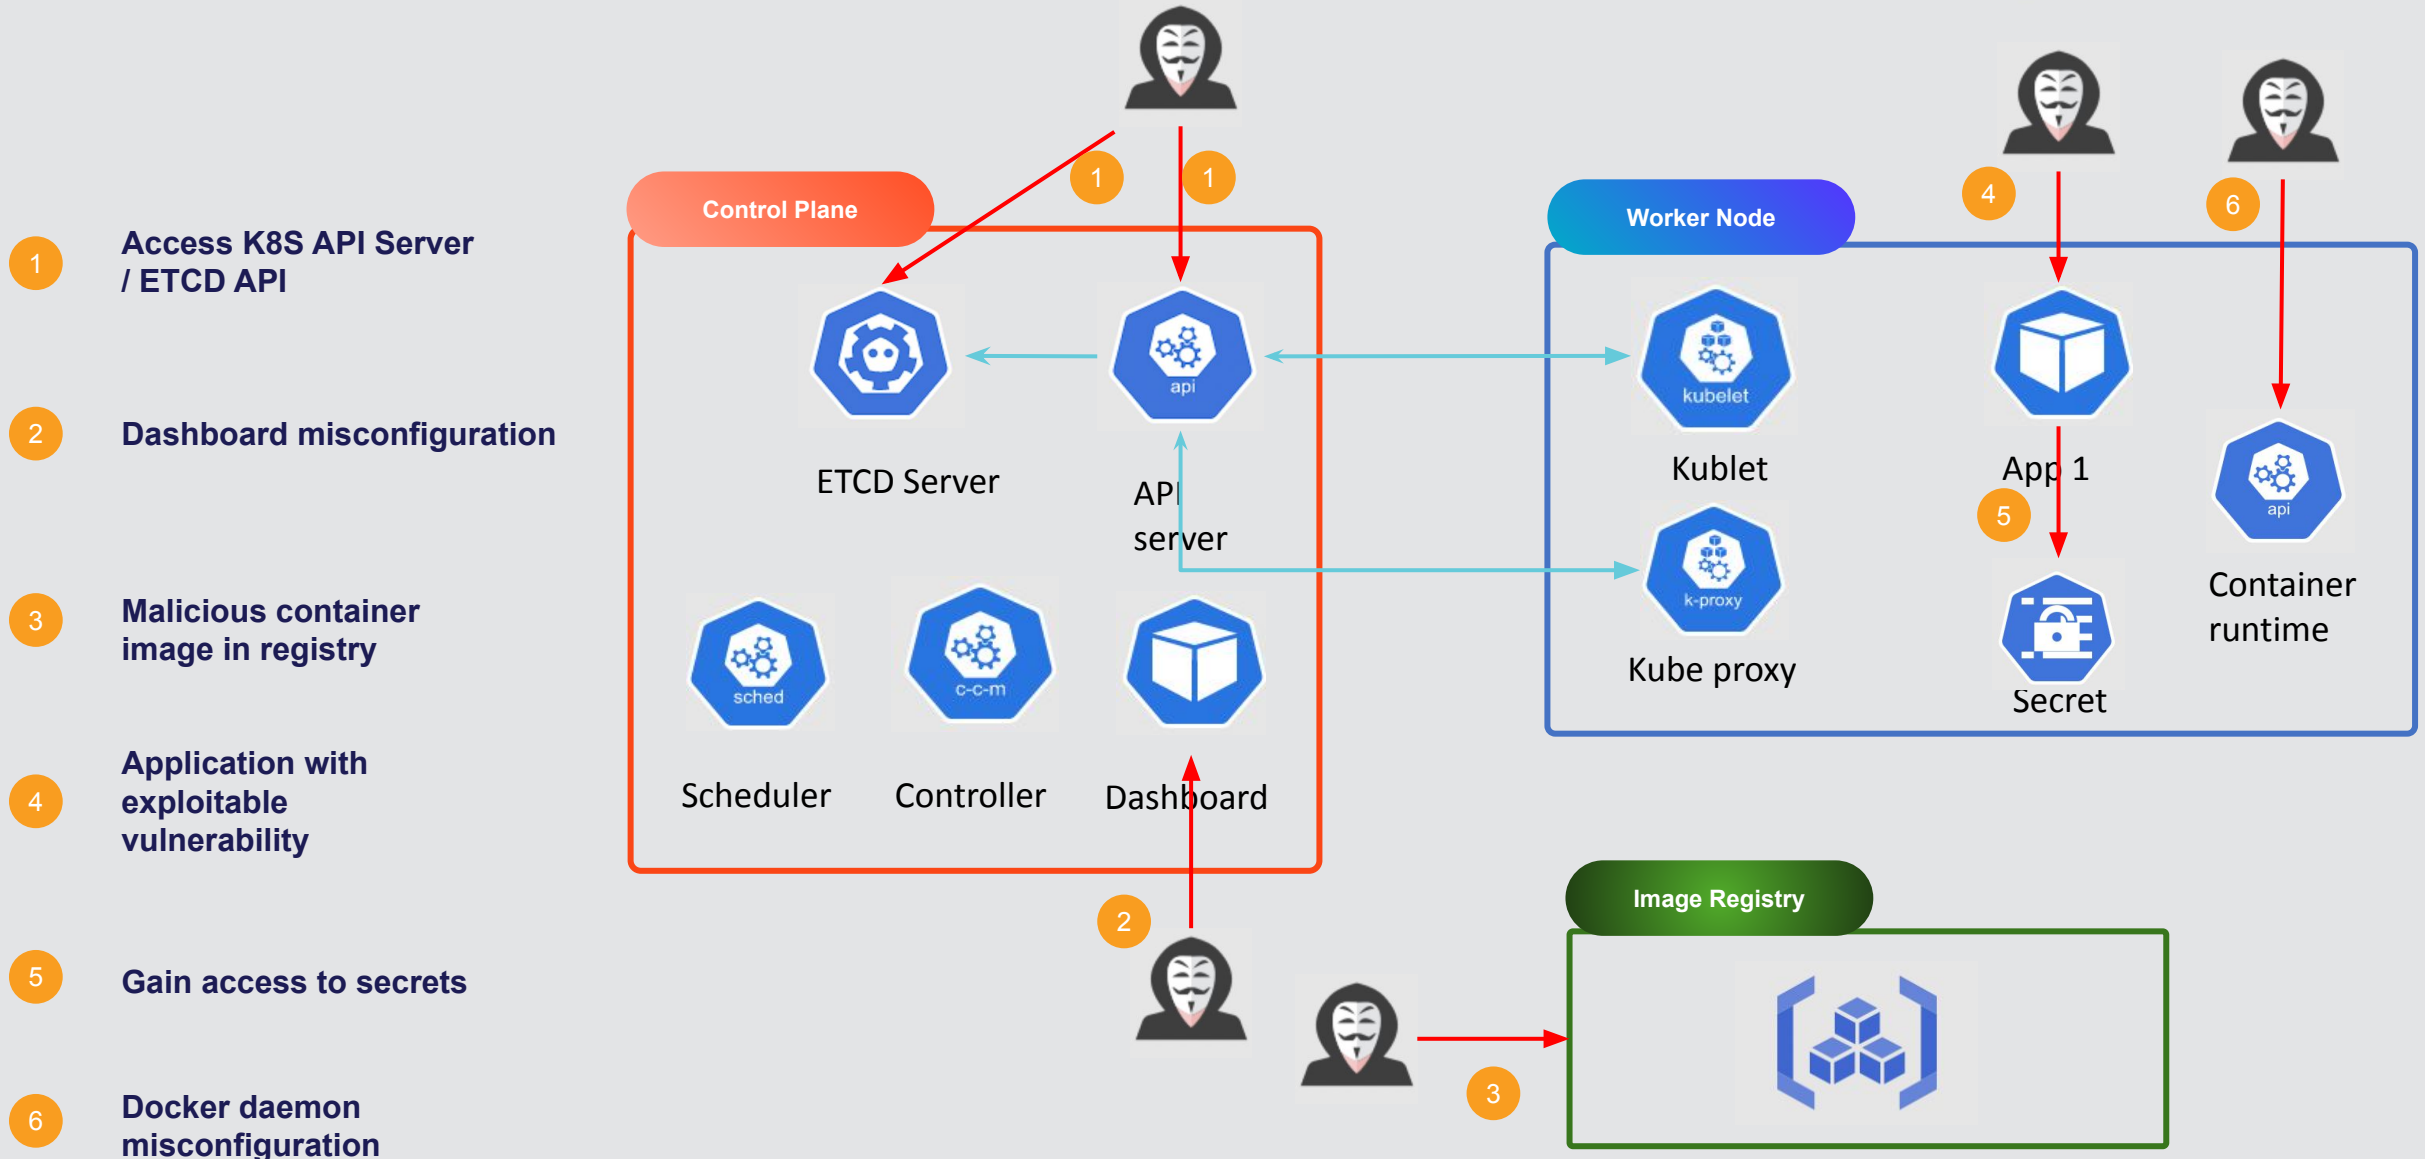 1
Access K8S API Server
/ ETCD API
2
Dashboard misconfiguration
3
Malicious container
image in registry
4
Application with
exploitable
vulnerability
5
Gain access to secrets
6
Docker daemon
misconfiguration
1
1
Control Plane
ETCD Server
api
API
server
sched
Scheduler
c-c-m
Controller
Dashboard
2
4
6
Worker Node
kubelet
Kublet
App 1
5
api
Container
runtime
k-proxy
Kube proxy
Secret
3
Image Registry